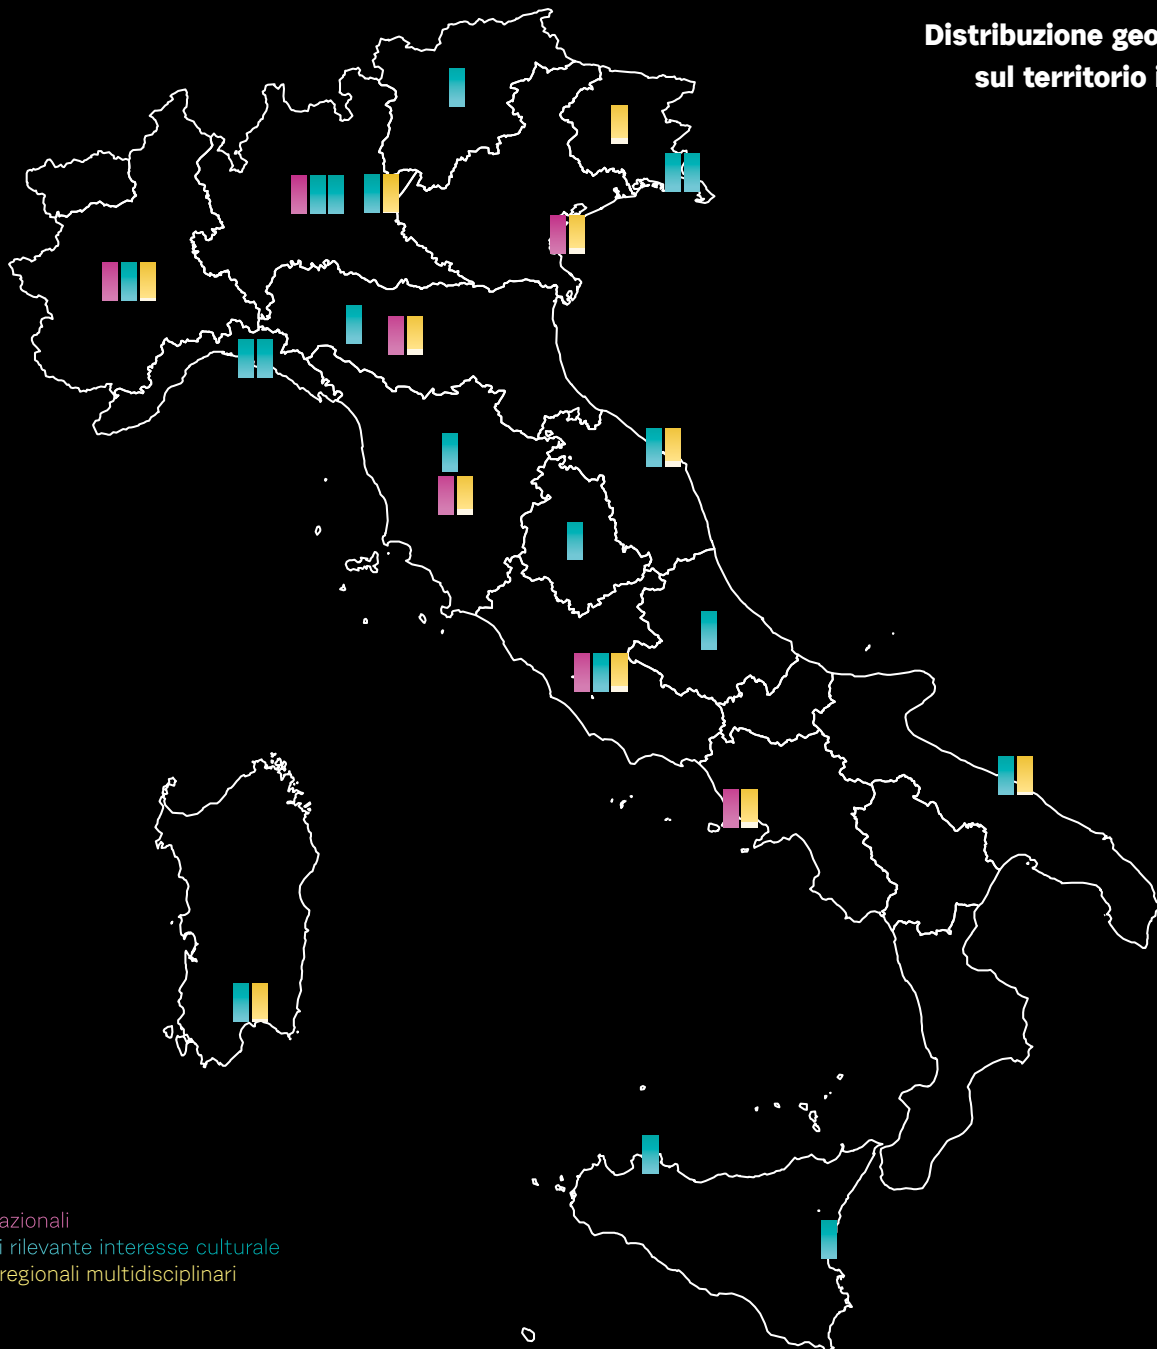 Distribuzione geo
sul territorio i
azionali
i rilevante interesse culturale
regionali multidisciplinari